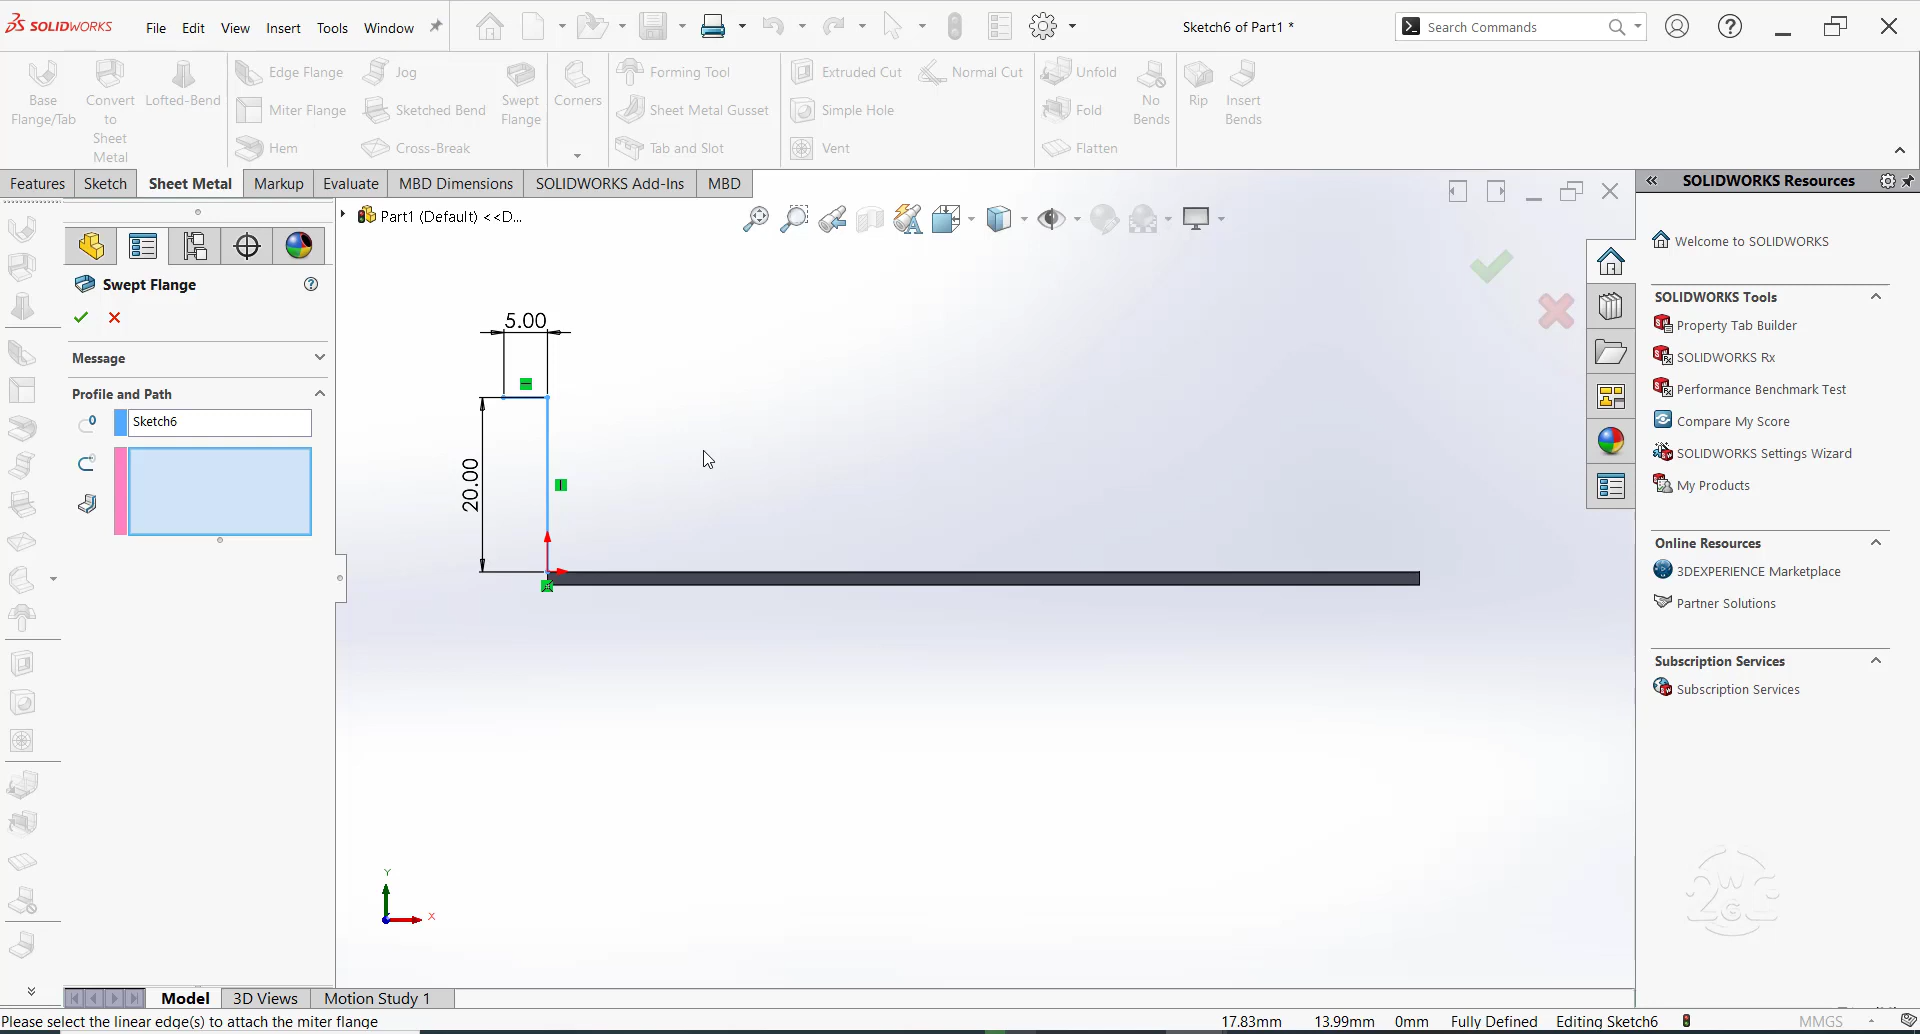 SOLIDWORKS
File Edit View Insert Tools Window
Sketch6 of Part1 *
Search Commands
Base Flange/Tab
Convert to Sheet Metal
Lofted-Bend
Edge Flange
Miter Flange
Hem
Jog
Sketched Bend
Cross-Break
Swept Flange
Corners
Forming Tool
Sheet Metal Gusset
Tab and Slot
Extruded Cut
Simple Hole
Vent
Normal Cut
Unfold
Fold
Flatten
No Bends
Rip
Insert Bends
Features Sketch Sheet Metal Markup Evaluate MBD Dimensions SOLIDWORKS Add-Ins MBD
Part1 (Default) <<D...
Swept Flange
Message
Profile and Path
Sketch6
5.00
20.00
Y
X
SOLIDWORKS Resources
Welcome to SOLIDWORKS
SOLIDWORKS Tools
Property Tab Builder
SOLIDWORKS Rx
Performance Benchmark Test
Compare My Score
SOLIDWORKS Settings Wizard
My Products
Online Resources
3DEXPERIENCE Marketplace
Partner Solutions
Subscription Services
Subscription Services
Model 3D Views Motion Study 1
Please select the linear edge(s) to attach the miter flange
17.83mm 13.99mm 0mm Fully Defined Editing Sketch6 MMGS